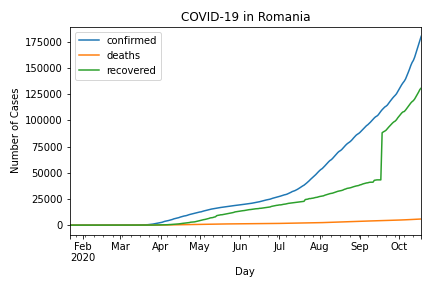 COVID-19 in Romania
confirmed
deaths
recovered
Number of Cases
175000
150000
125000
100000
75000
50000
25000
0
Feb Mar Apr May Jun Jul Aug Sep Oct
2020
Day